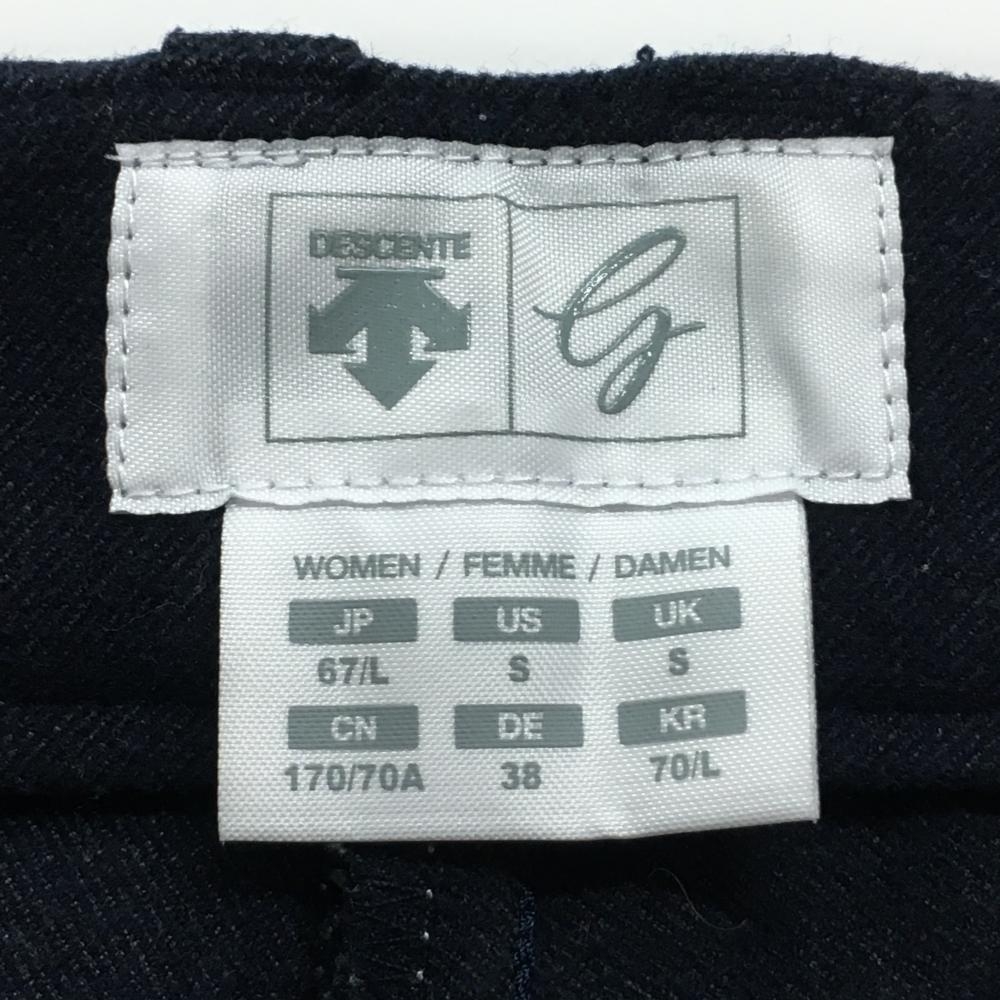 DESCENTE G
WOMEN / FEMME / DAMEN
JP US UK
67/L S S
CN DE KR
170/70A 38 70/L